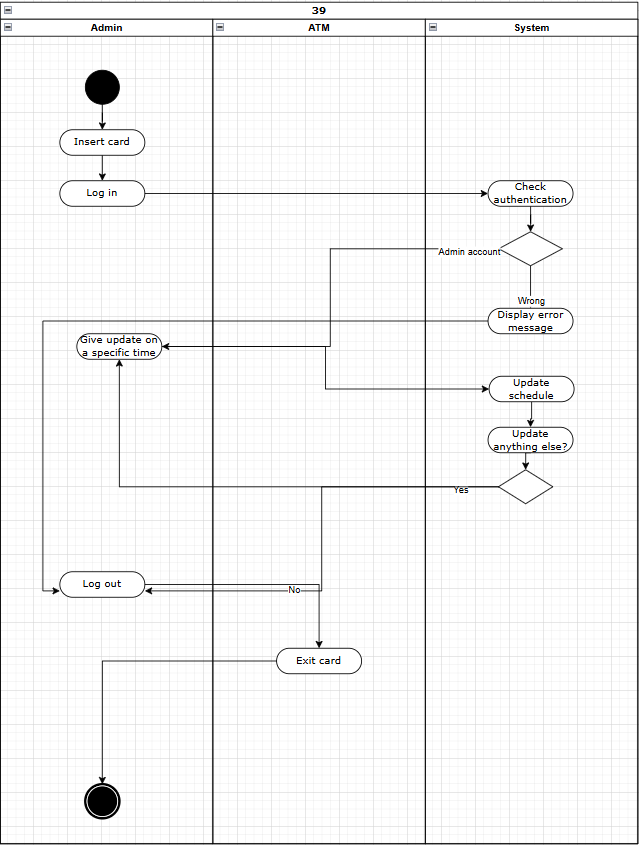 39
Admin
ATM
System
Insert card
Log in
Check
authentication
Admin account
Wrong
Display error
message
Give update on
a specific time
Update
schedule
Update
anything else?
Yes
Log out
No
Exit card